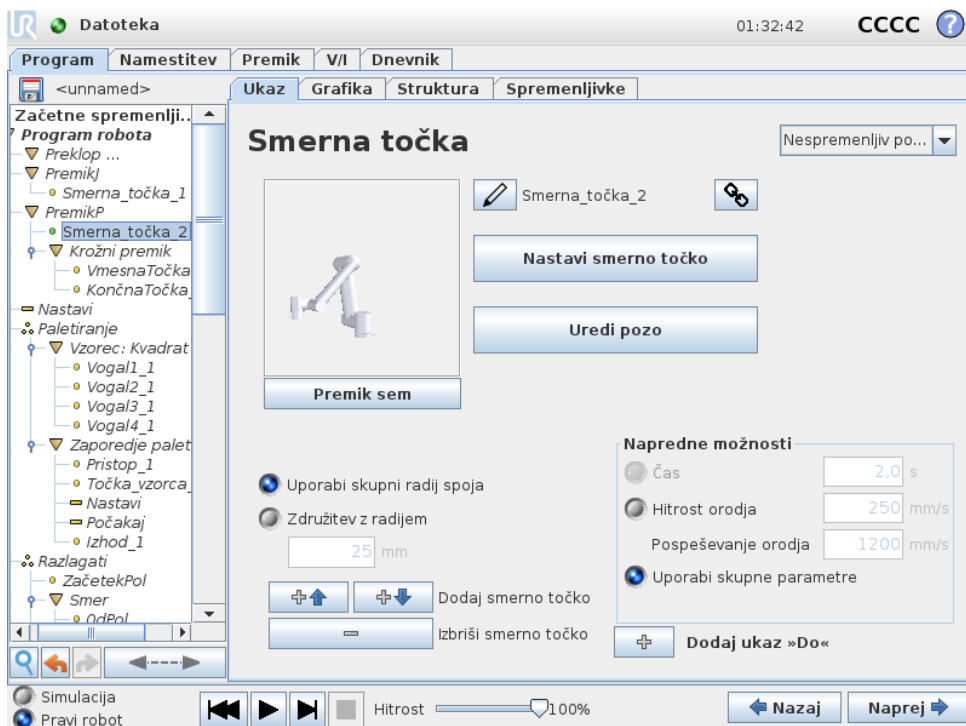 UR Datoteka 01:32:42 CCCC ?
Program Namestitev Premik V/I Dnevnik
<unnamed>
Ukaz Grafika Struktura Spremenljivke
Začetne spremenlji..
Program robota
Preklop ...
PremikJ
Smerna_točka_1
PremikP
Smerna_točka_2
Krožni premik
VmesnaTočka
KončnaTočka_
Nastavi
Paletiranje
Vzorec: Kvadrat
Vogal1_1
Vogal2_1
Vogal3_1
Vogal4_1
Zaporedje palet
Pristop_1
Točka_vzorca_
Nastavi
Počakaj
Izhod_1
Razlagati
ZačetekPol
Smer
OdPol
Smerna točka
Nespremenljiv po...
Smerna_točka_2
Nastavi smerno točko
Uredi pozo
Premik sem
Uporabi skupni radij spoja
Združitev z radijem
25 mm
Dodaj smerno točko
Izbriši smerno točko
Napredne možnosti
Čas 2,0 s
Hitrost orodja 250 mm/s
Pospeševanje orodja 1200 mm/s
Uporabi skupne parametre
Dodaj ukaz »Do«
Simulacija
Pravi robot
Hitrost 100%
Nazaj Naprej